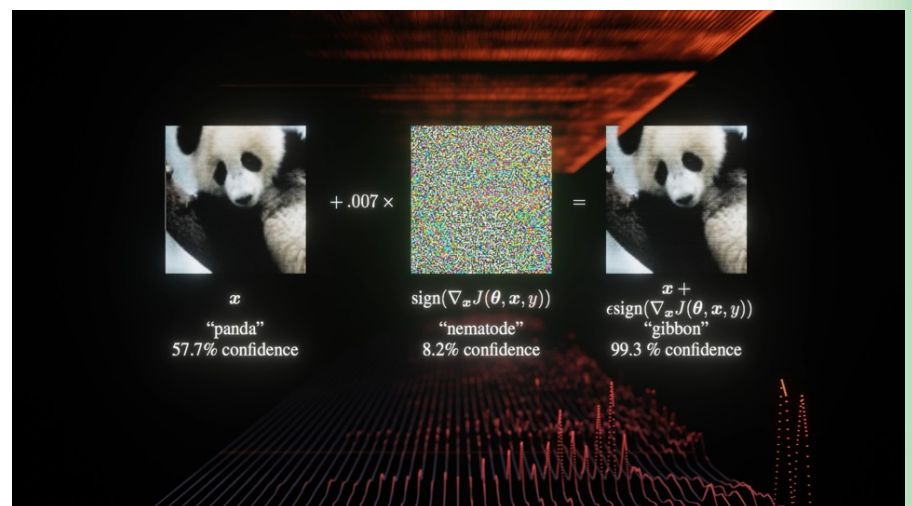 + .007 ×
=
x
sign(∇ₓJ(θ, x, y))
x +
ϵsign(∇ₓJ(θ, x, y))
“panda”
“nematode”
“gibbon”
57.7% confidence
8.2% confidence
99.3 % confidence